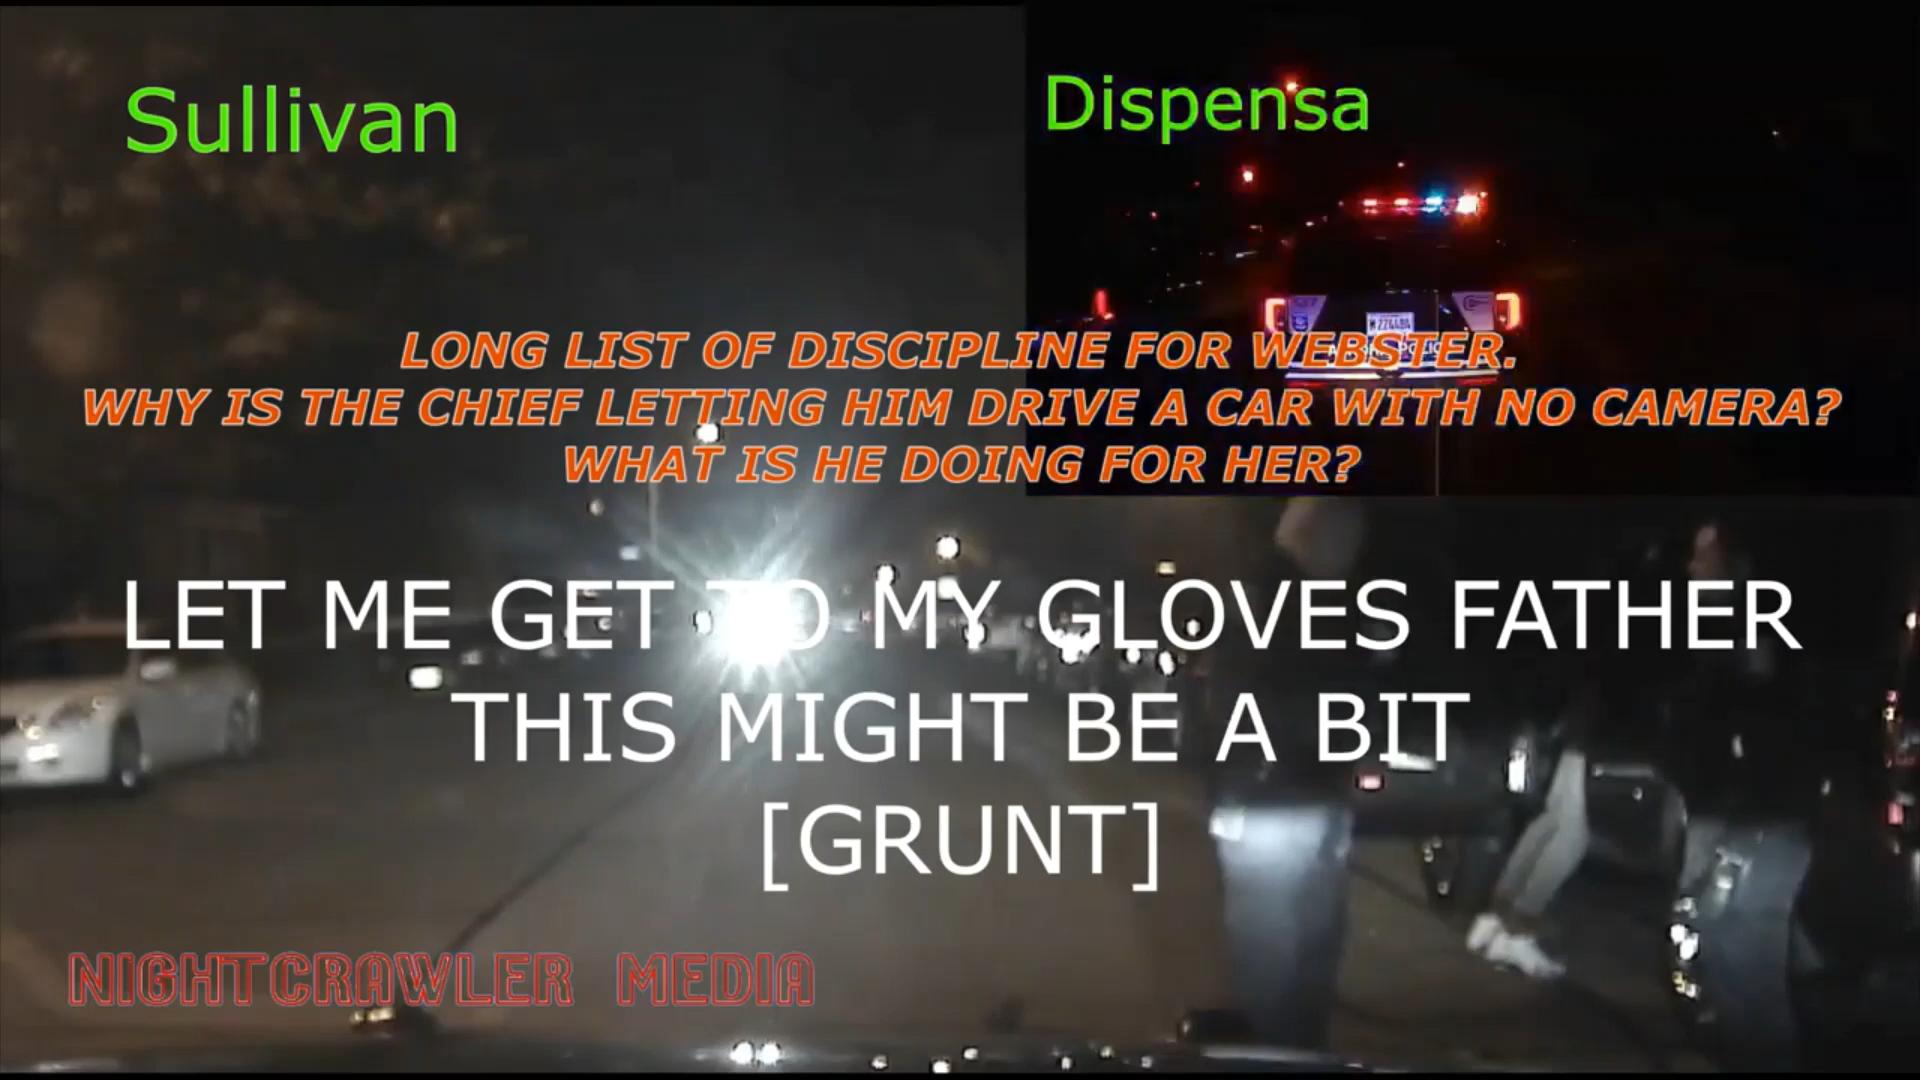 Sullivan
Dispensa
LONG LIST OF DISCIPLINE FOR WEBSTER.
WHY IS THE CHIEF LETTING HIM DRIVE A CAR WITH NO CAMERA?
WHAT IS HE DOING FOR HER?
LET ME GET TO MY GLOVES FATHER
THIS MIGHT BE A BIT
[GRUNT]
NIGHTCRAWLER MEDIA